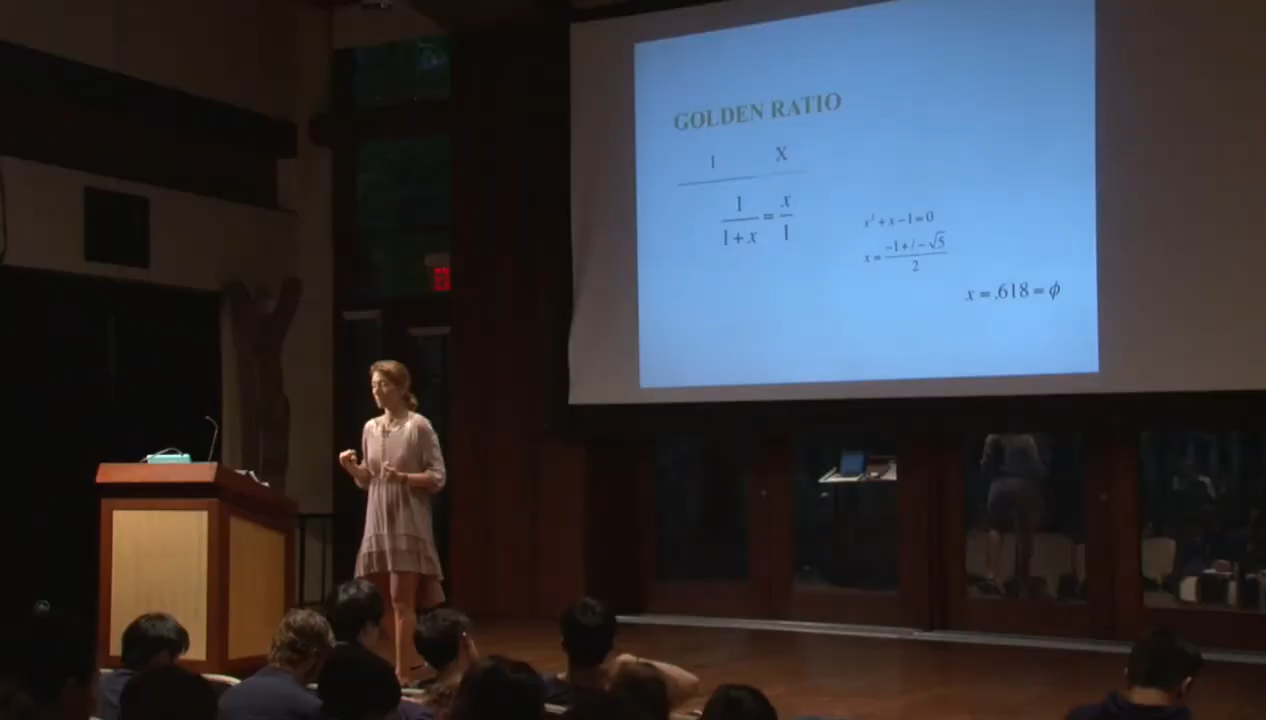 GOLDEN RATIO
1 X
1/(1+x) = x/1
x² + x − 1 = 0
x = (−1 + / − √5)/2
x = .618 = ϕ